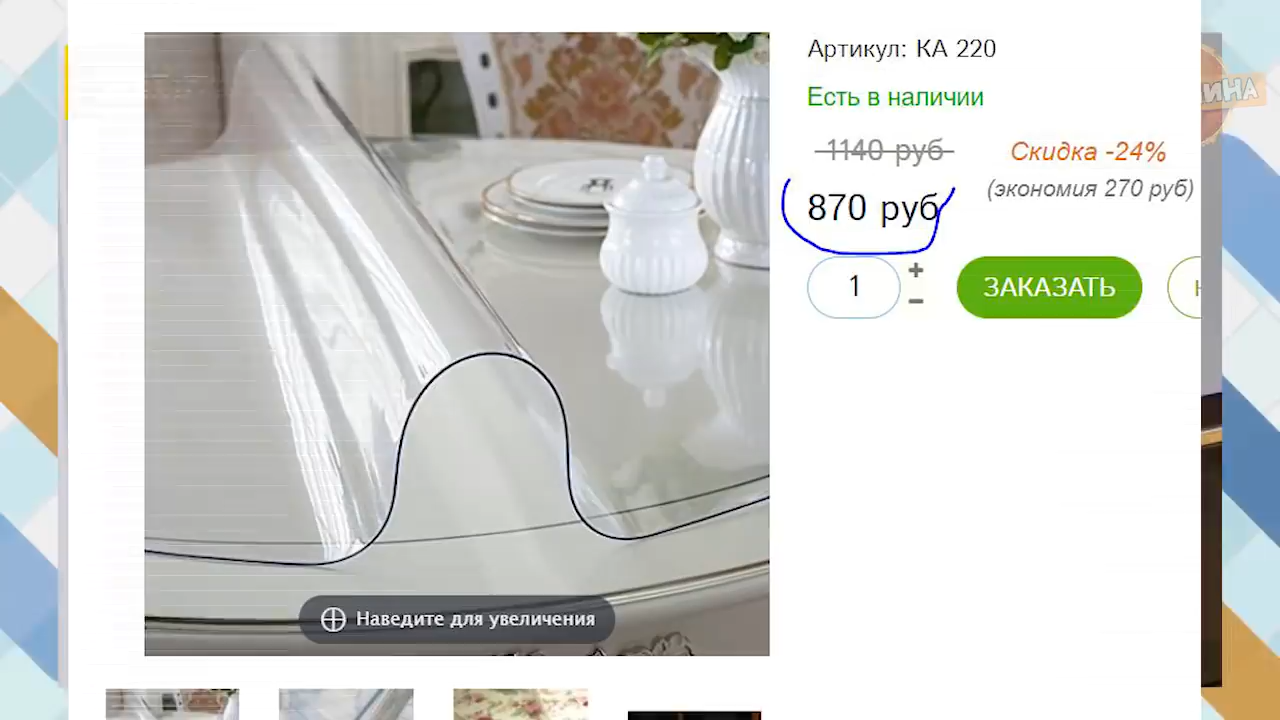 Артикул: КА 220
Есть в наличии
1140 руб
Скидка -24%
(экономия 270 руб)
870 руб
1
+
−
ЗАКАЗАТЬ
Наведите для увеличения